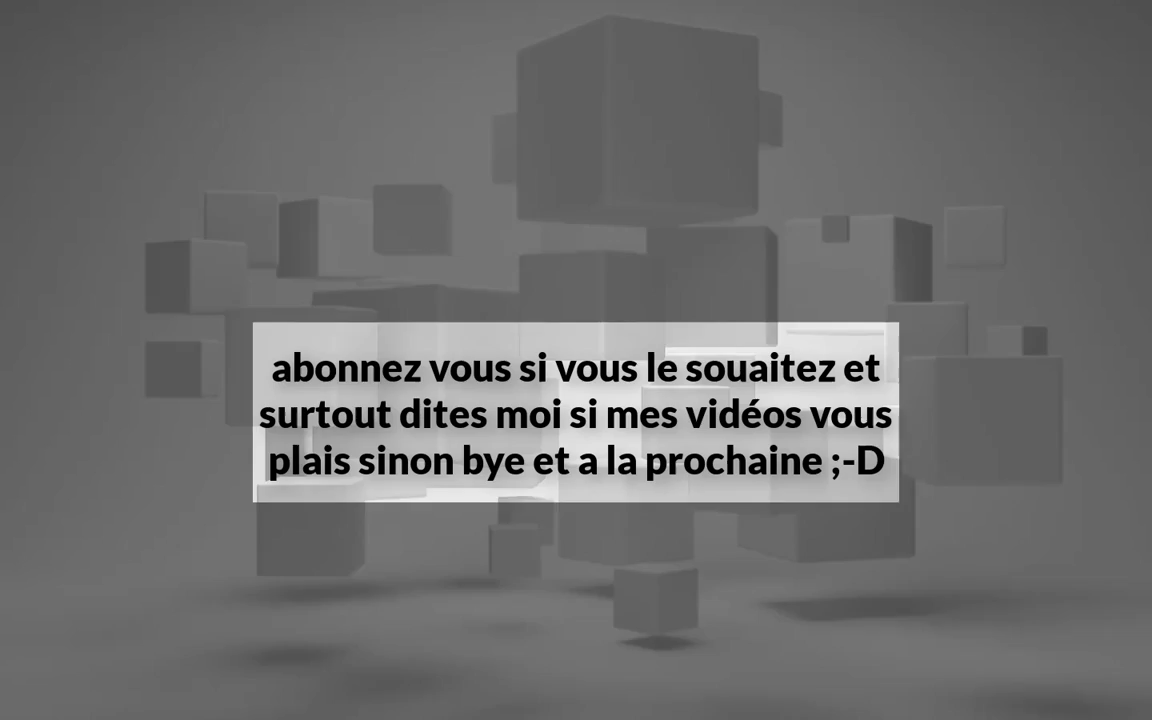 abonnez vous si vous le souaitez et
surtout dites moi si mes vidéos vous
plais sinon bye et a la prochaine ;-D